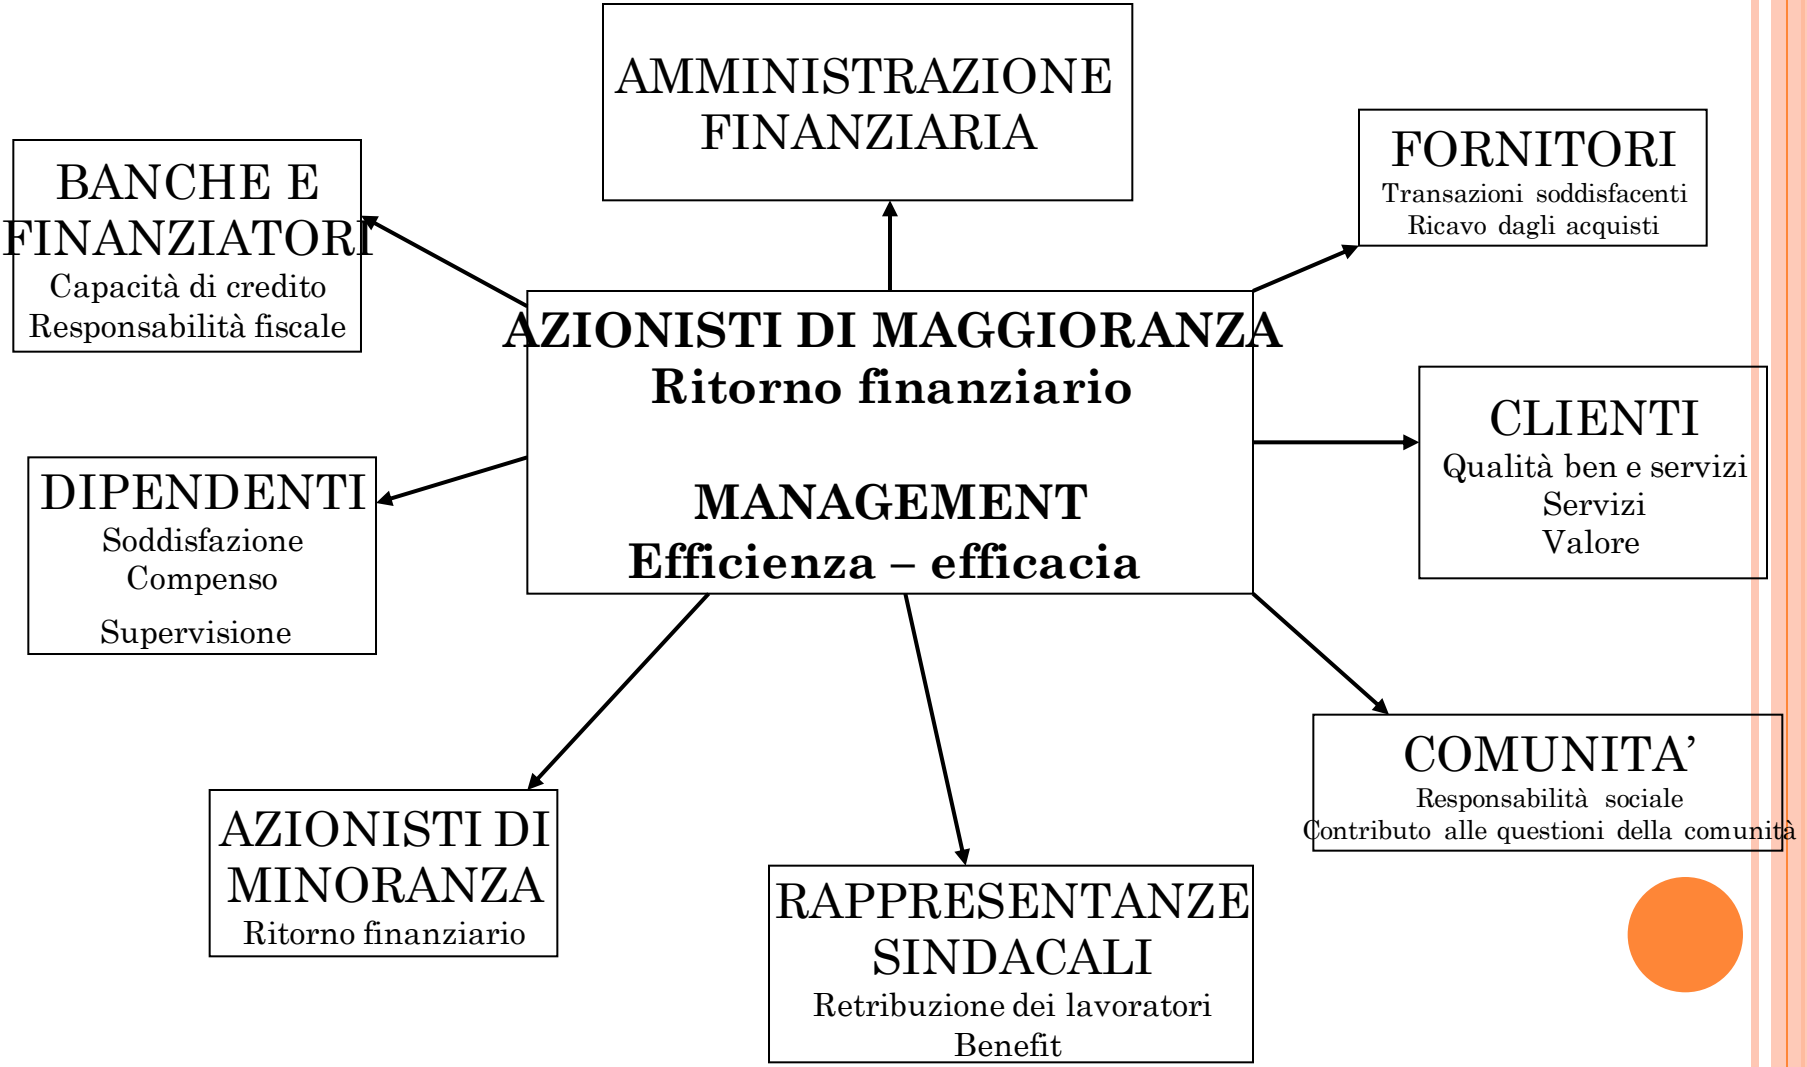 AMMINISTRAZIONE
FINANZIARIA
BANCHE E
FINANZIATORI
Capacità di credito
Responsabilità fiscale
FORNITORI
Transazioni soddisfacenti
Ricavo dagli acquisti
AZIONISTI DI MAGGIORANZA
Ritorno finanziario
MANAGEMENT
Efficienza – efficacia
CLIENTI
Qualità ben e servizi
Servizi
Valore
DIPENDENTI
Soddisfazione
Compenso
Supervisione
COMUNITA’
Responsabilità sociale
Contributo alle questioni della comunità
AZIONISTI DI
MINORANZA
Ritorno finanziario
RAPPRESENTANZE
SINDACALI
Retribuzione dei lavoratori
Benefit